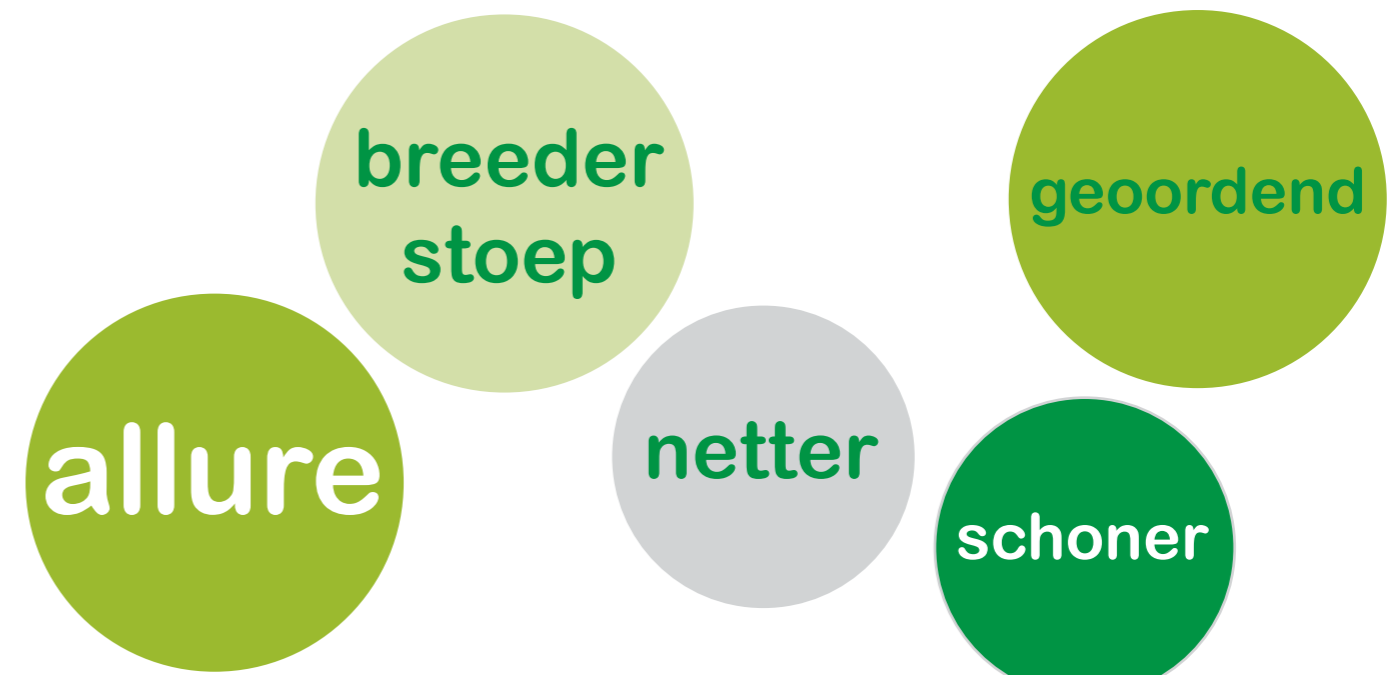 breeder
stoep
geoordend
allure
netter
schoner